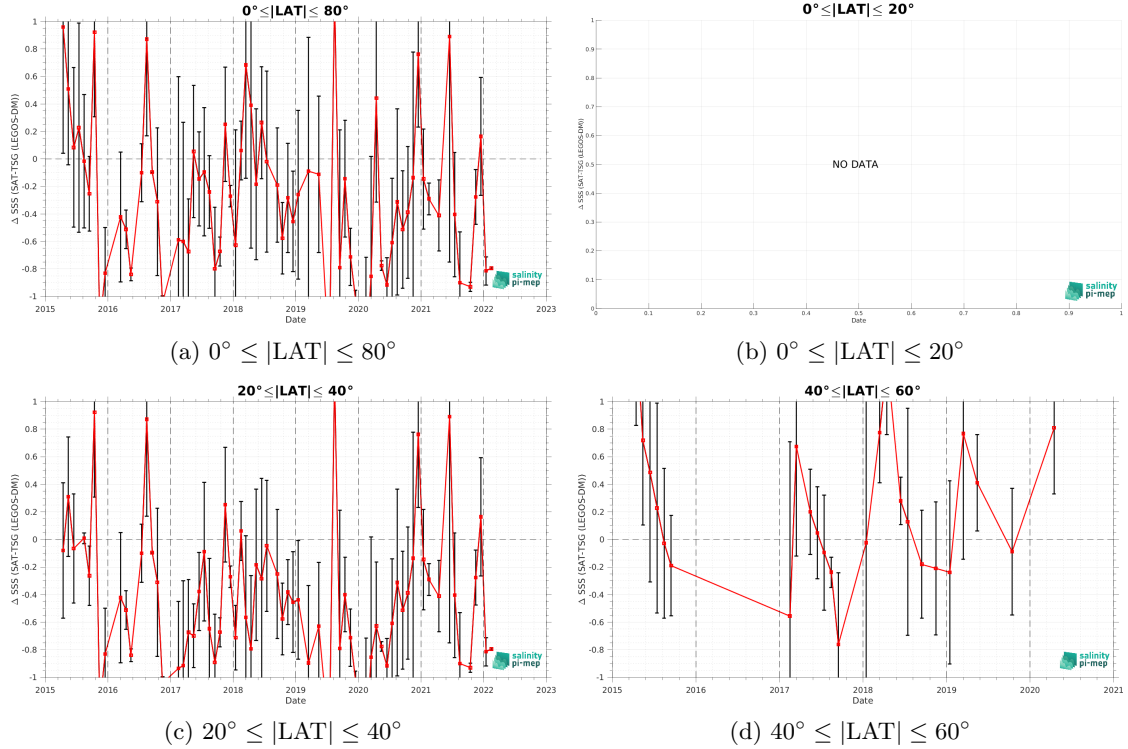 0°≤|LAT|≤ 80°
Δ SSS (SAT-TSG (LEGOS-DM))
1
0.8
0.6
0.4
0.2
0
-0.2
-0.4
-0.6
-0.8
-1
2015 2016 2017 2018 2019 2020 2021 2022 2023
Date
salinity
pi-mep
(a) 0° ≤ |LAT| ≤ 80°
0°≤|LAT|≤ 20°
Δ SSS (SAT-TSG (LEGOS-DM))
1
0.9
0.8
0.7
0.6
0.5
0.4
0.3
0.2
0.1
0
NO DATA
0 0.1 0.2 0.3 0.4 0.5 0.6 0.7 0.8 0.9 1
Date
salinity
pi-mep
(b) 0° ≤ |LAT| ≤ 20°
20°≤|LAT|≤ 40°
Δ SSS (SAT-TSG (LEGOS-DM))
1
0.8
0.6
0.4
0.2
0
-0.2
-0.4
-0.6
-0.8
-1
2015 2016 2017 2018 2019 2020 2021 2022 2023
Date
salinity
pi-mep
(c) 20° ≤ |LAT| ≤ 40°
40°≤|LAT|≤ 60°
Δ SSS (SAT-TSG (LEGOS-DM))
1
0.8
0.6
0.4
0.2
0
-0.2
-0.4
-0.6
-0.8
-1
2015 2016 2017 2018 2019 2020 2021
Date
salinity
pi-mep
(d) 40° ≤ |LAT| ≤ 60°